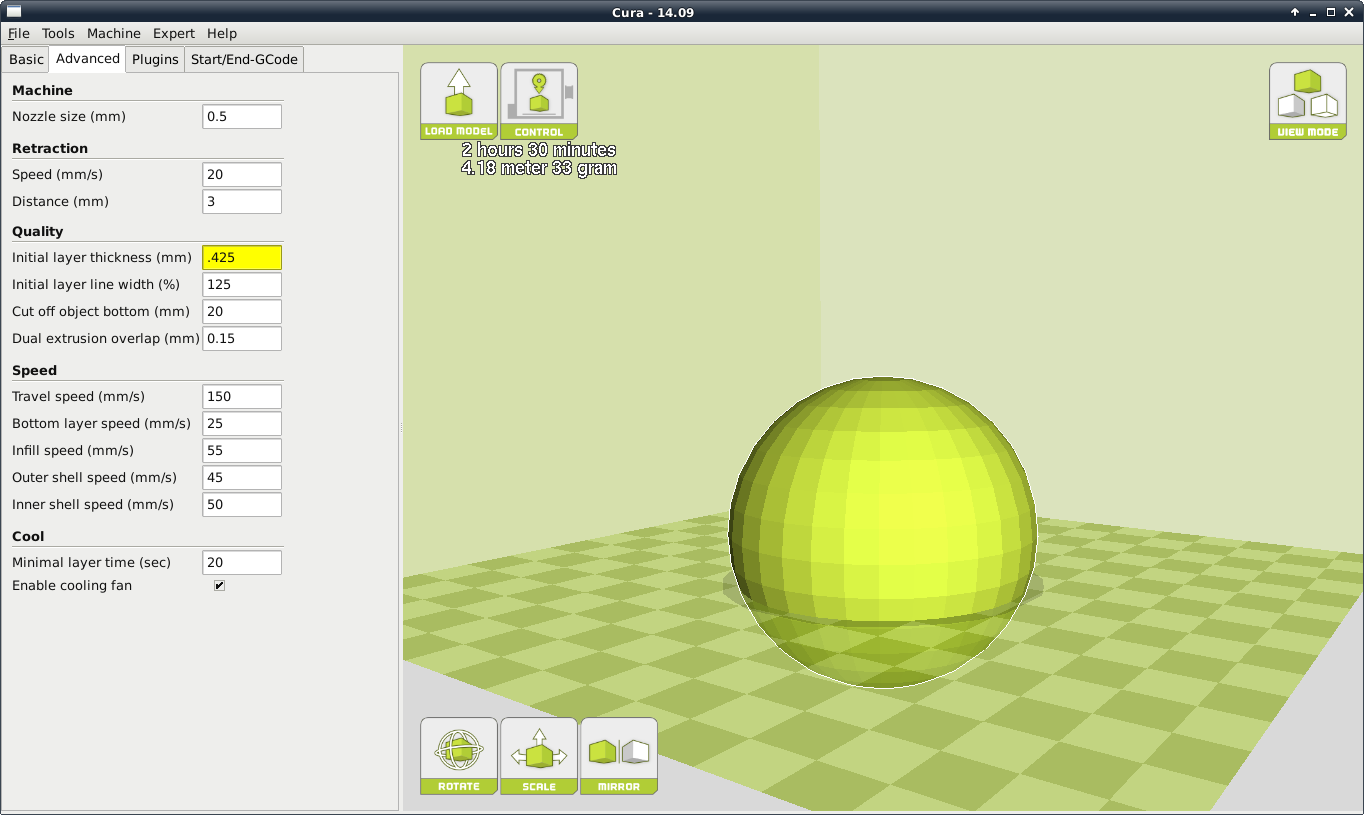 Cura - 14.09
File Tools Machine Expert Help
Basic Advanced Plugins Start/End-GCode
Machine
Nozzle size (mm) 0.5
Retraction
Speed (mm/s) 20
Distance (mm) 3
Quality
Initial layer thickness (mm) .425
Initial layer line width (%) 125
Cut off object bottom (mm) 20
Dual extrusion overlap (mm) 0.15
Speed
Travel speed (mm/s) 150
Bottom layer speed (mm/s) 25
Infill speed (mm/s) 55
Outer shell speed (mm/s) 45
Inner shell speed (mm/s) 50
Cool
Minimal layer time (sec) 20
Enable cooling fan
LOAD MODEL CONTROL VIEW MODE
2 hours 30 minutes
4.18 meter 33 gram
ROTATE SCALE MIRROR